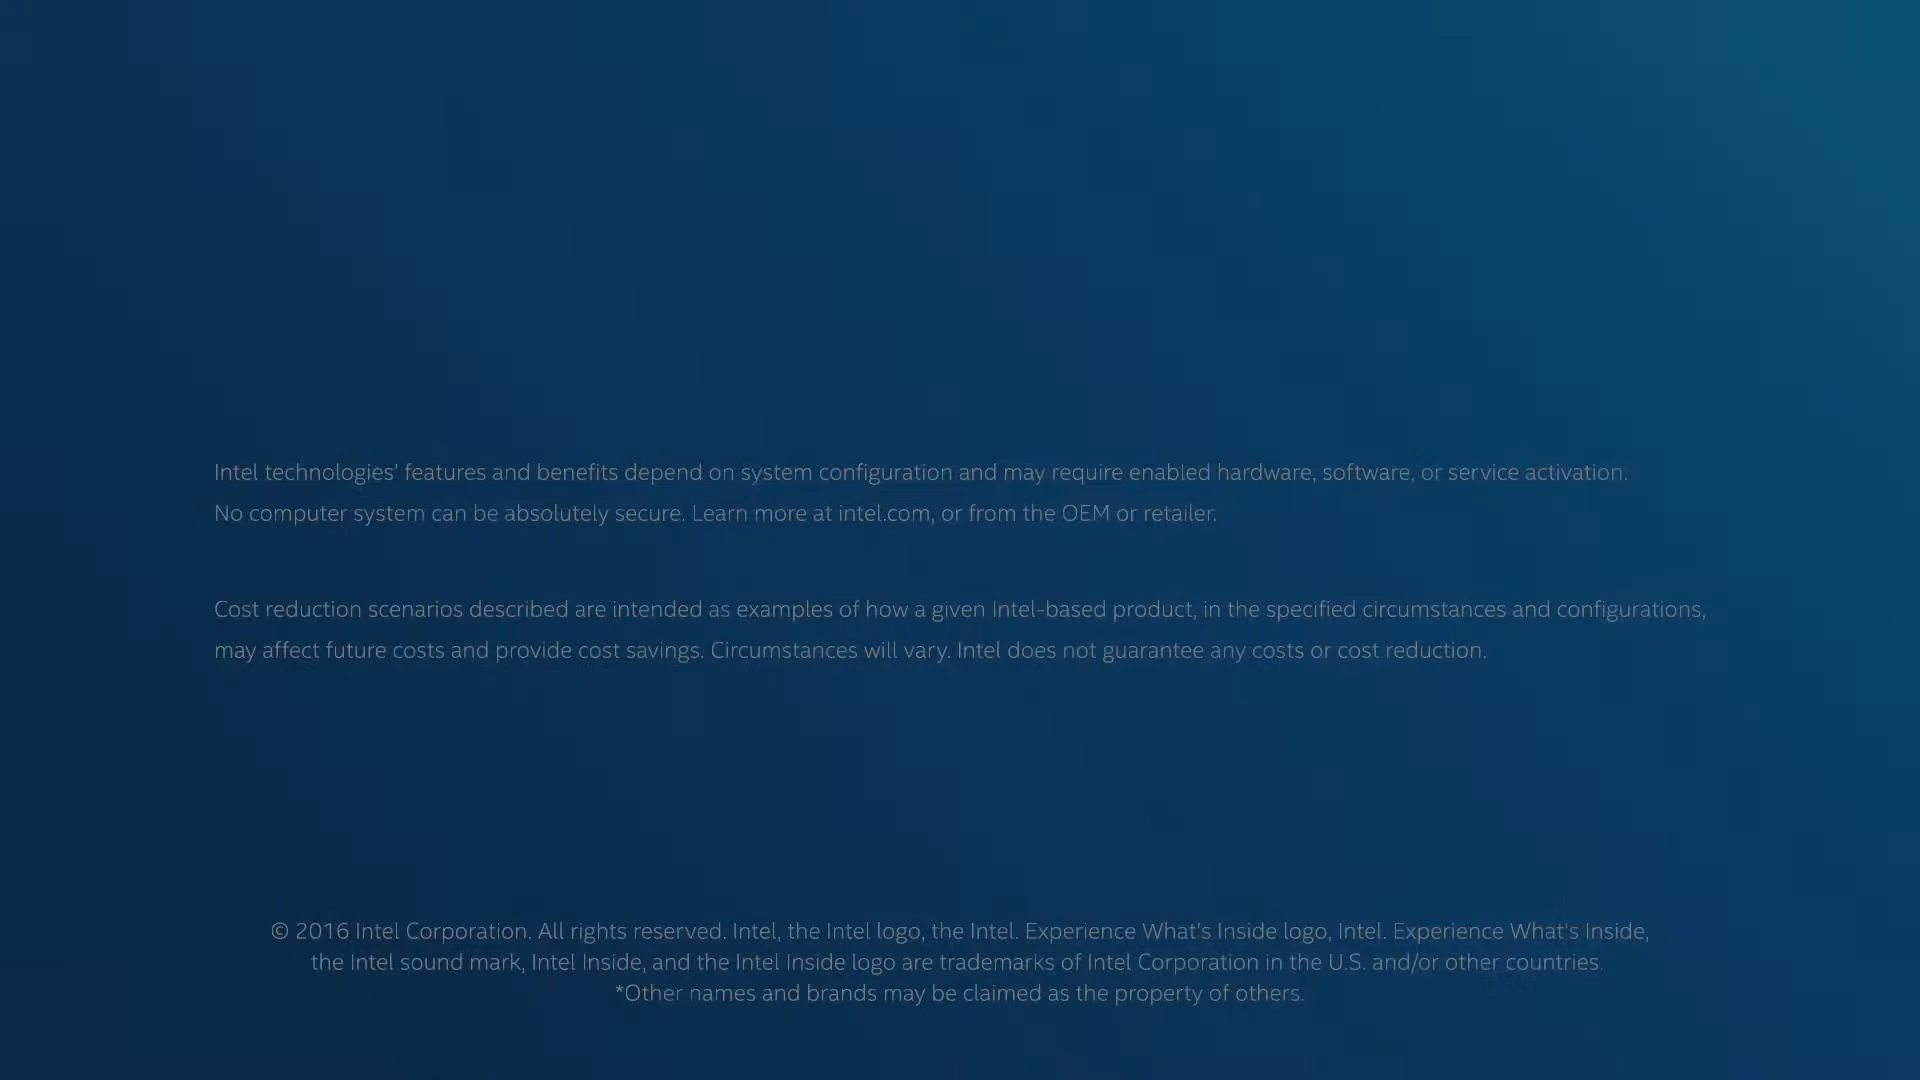 Intel technologies’ features and benefits depend on system configuration and may require enabled hardware, software, or service activation.
No computer system can be absolutely secure. Learn more at intel.com, or from the OEM or retailer.
Cost reduction scenarios described are intended as examples of how a given Intel-based product, in the specified circumstances and configurations,
may affect future costs and provide cost savings. Circumstances will vary. Intel does not guarantee any costs or cost reduction.
© 2016 Intel Corporation. All rights reserved. Intel, the Intel logo, the Intel. Experience What's Inside logo, Intel. Experience What's Inside,
the Intel sound mark, Intel Inside, and the Intel Inside logo are trademarks of Intel Corporation in the U.S. and/or other countries.
*Other names and brands may be claimed as the property of others.